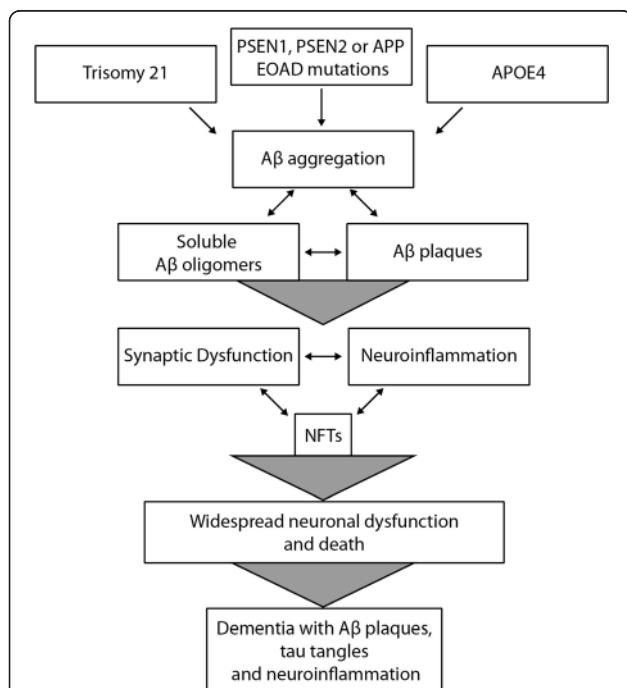 PSEN1, PSEN2 or APP
EOAD mutations
Trisomy 21
APOE4
Aβ aggregation
Soluble
Aβ oligomers
Aβ plaques
Synaptic Dysfunction
Neuroinflammation
NFTs
Widespread neuronal dysfunction
and death
Dementia with Aβ plaques,
tau tangles
and neuroinflammation